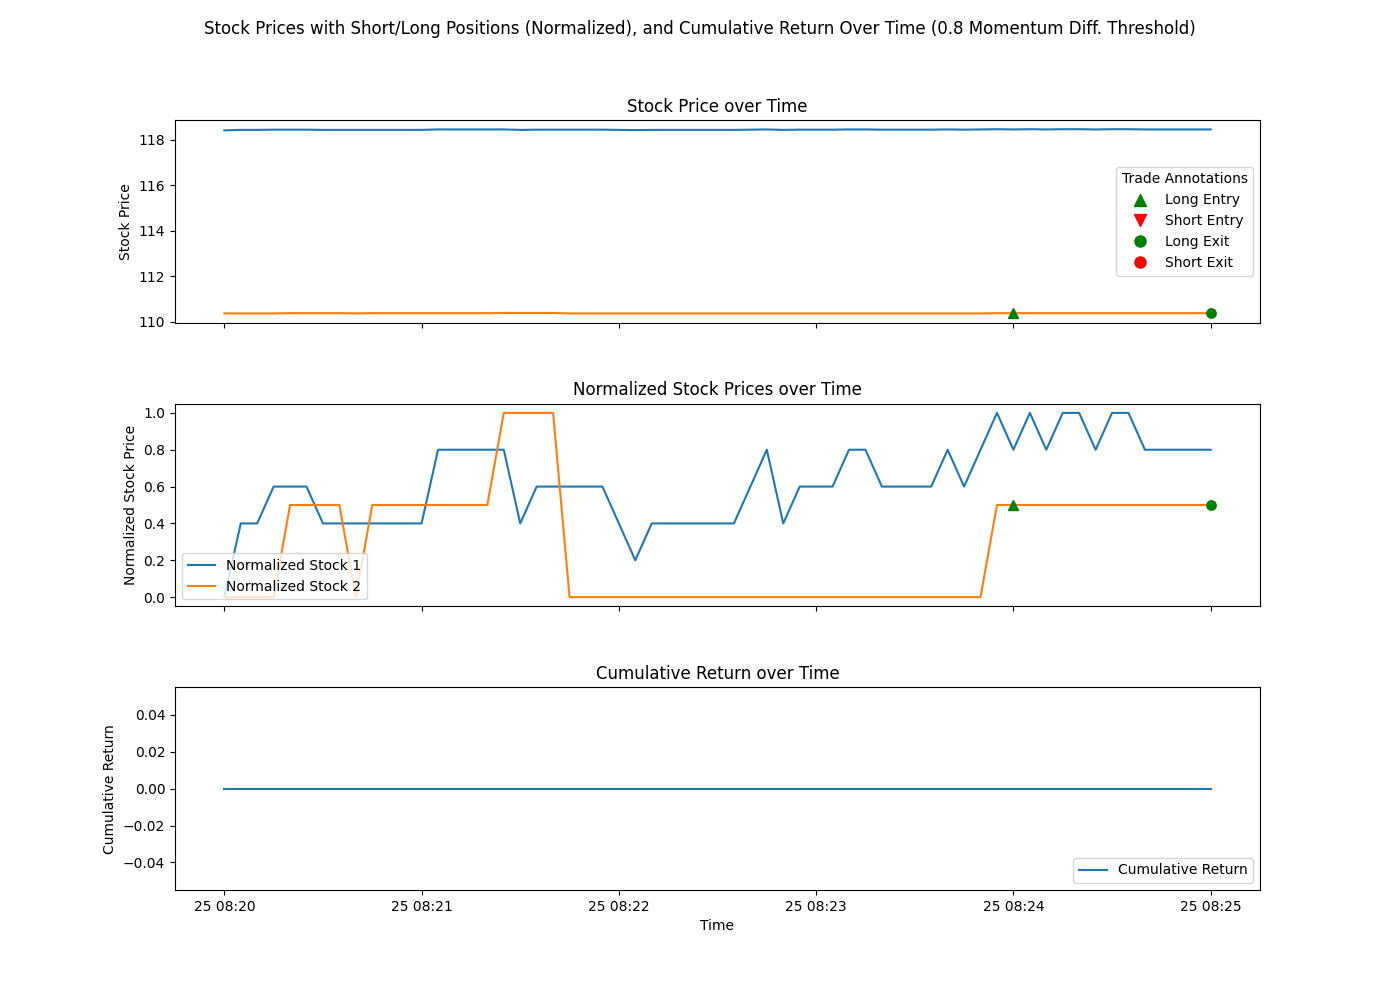 Stock Prices with Short/Long Positions (Normalized), and Cumulative Return Over Time (0.8 Momentum Diff. Threshold)
Stock Price over Time
Stock Price
118
116
114
112
110
Trade Annotations
Long Entry
Short Entry
Long Exit
Short Exit
Normalized Stock Prices over Time
Normalized Stock Price
1.0
0.8
0.6
0.4
0.2
0.0
Normalized Stock 1
Normalized Stock 2
Cumulative Return over Time
Cumulative Return
0.04
0.02
0.00
−0.02
−0.04
Cumulative Return
25 08:20
25 08:21
25 08:22
25 08:23
25 08:24
25 08:25
Time